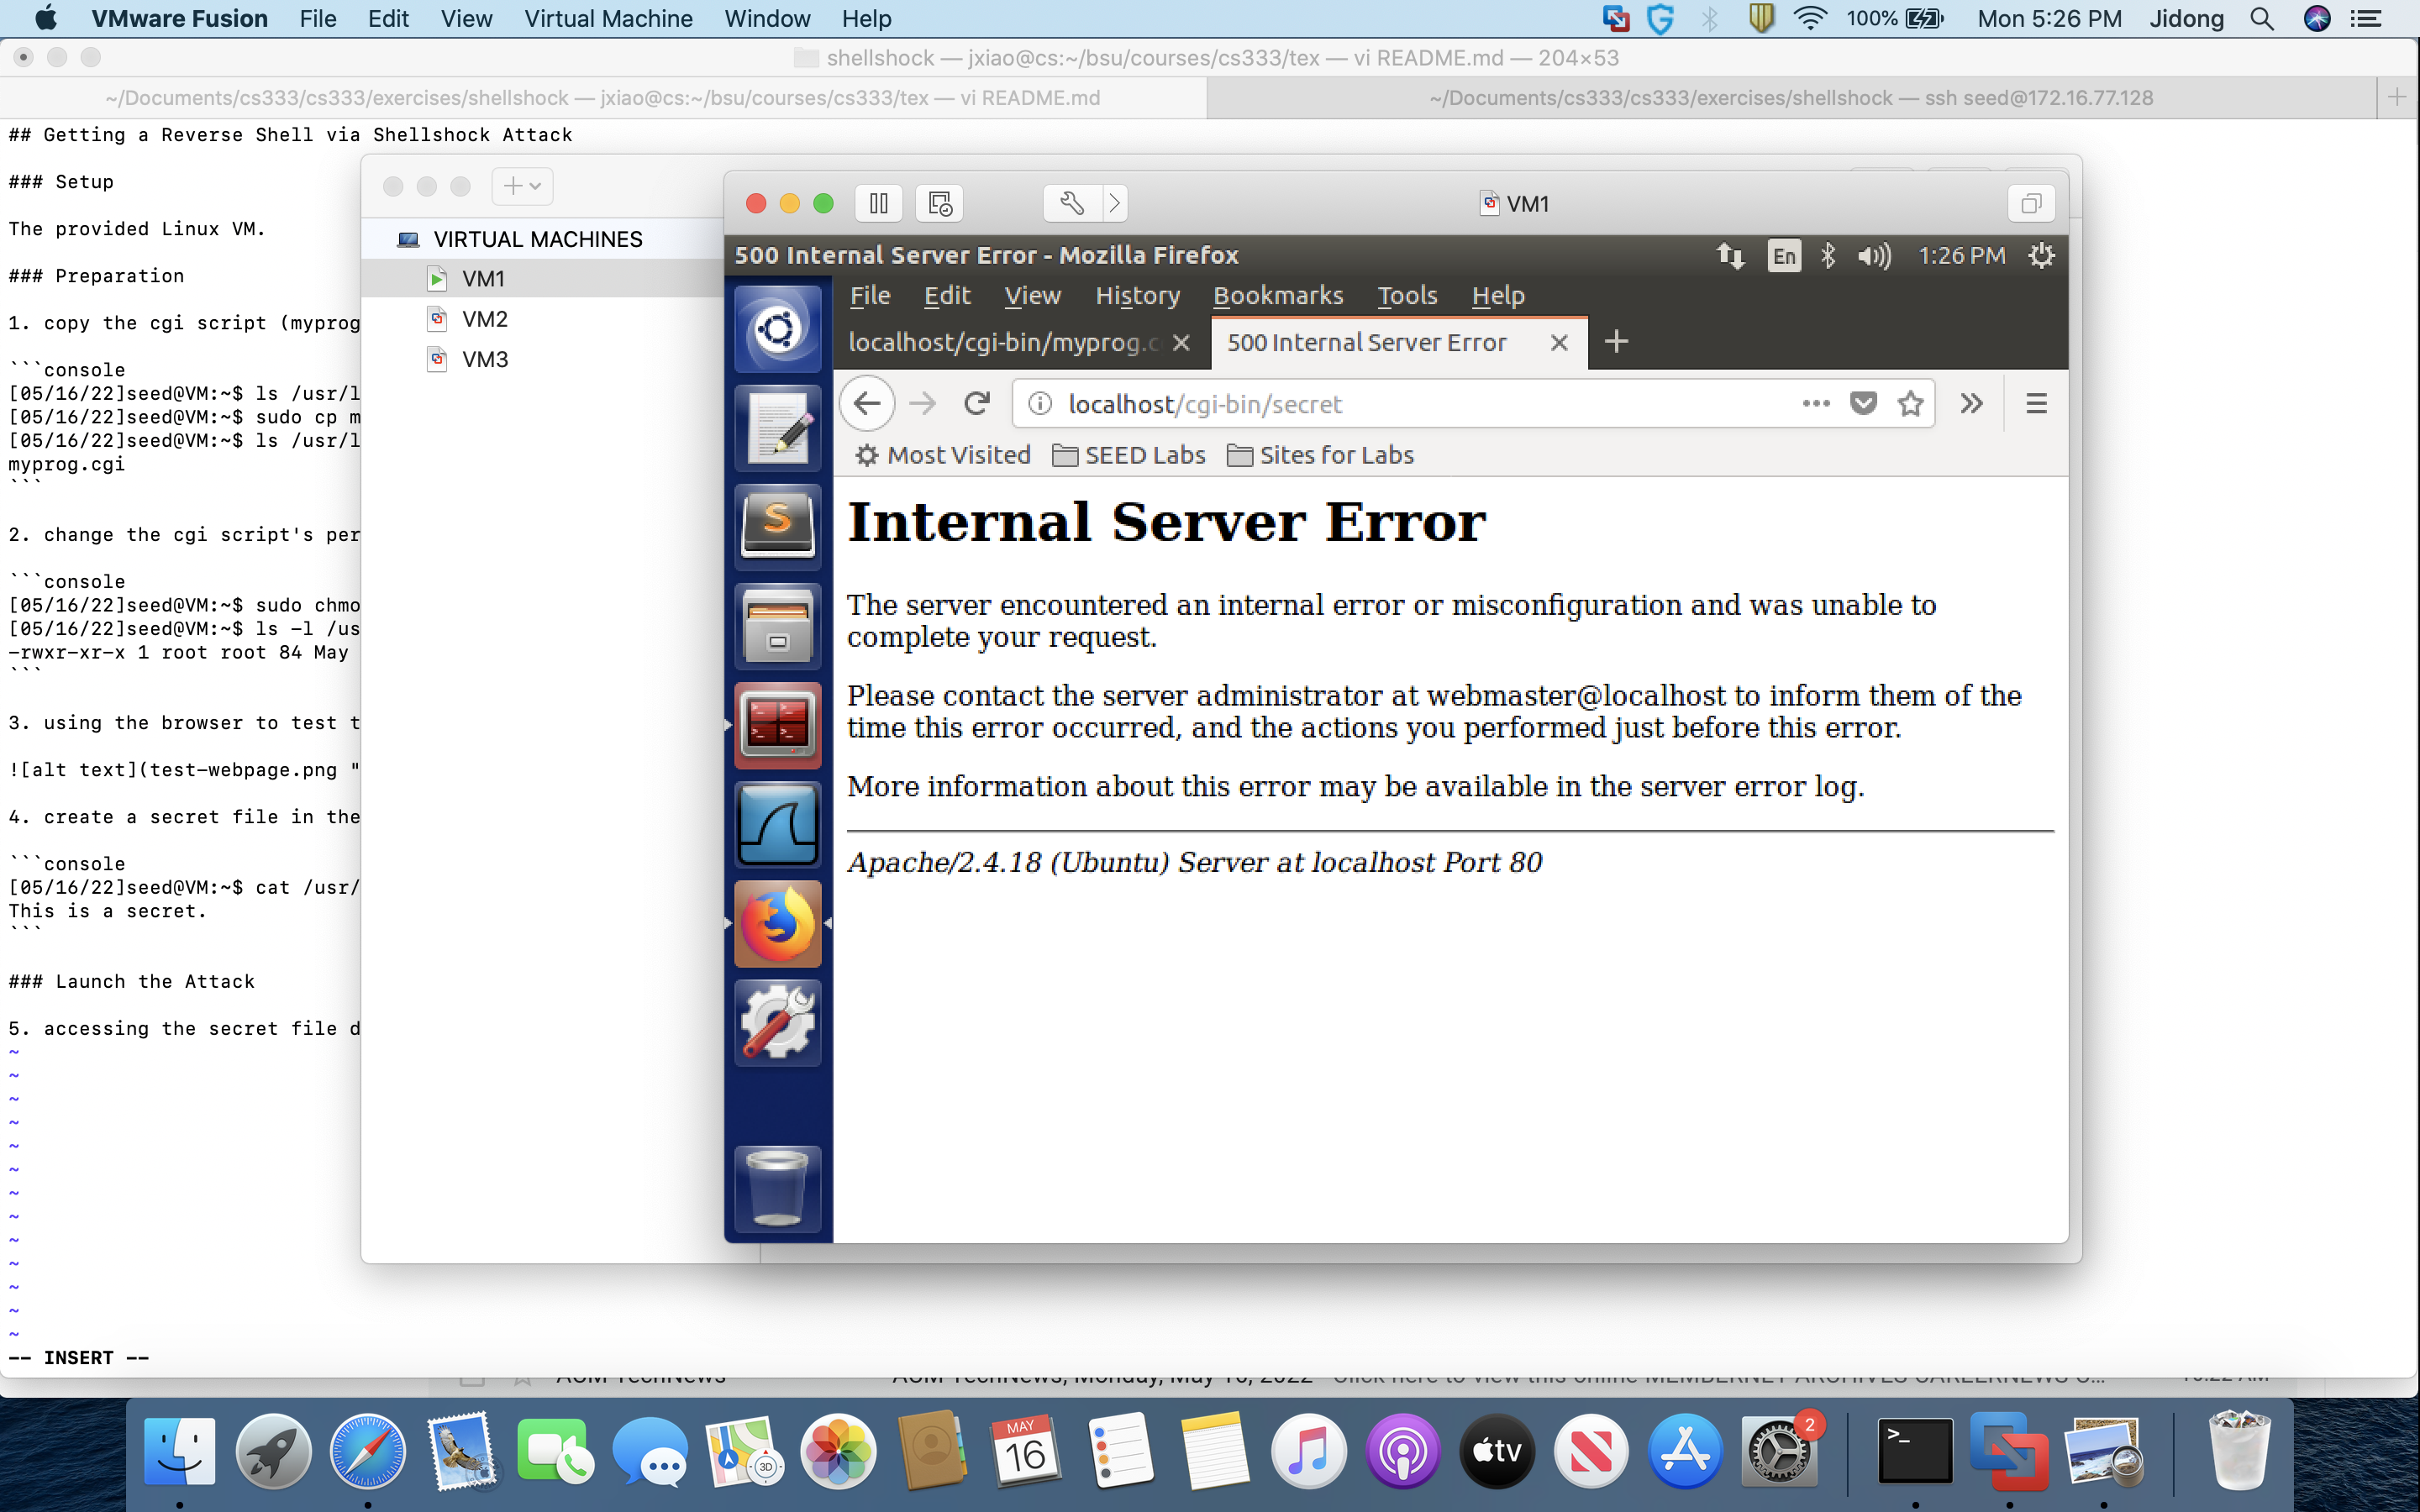 VMware Fusion File Edit View Virtual Machine Window Help 100% Mon 5:26 PM Jidong
shellshock — jxiao@cs:~/bsu/courses/cs333/tex — vi README.md — 204×53
~/Documents/cs333/cs333/exercises/shellshock — jxiao@cs:~/bsu/courses/cs333/tex — vi README.md
~/Documents/cs333/cs333/exercises/shellshock — ssh seed@172.16.77.128
## Getting a Reverse Shell via Shellshock Attack
### Setup
The provided Linux VM.
### Preparation
1. copy the cgi script (myprog
```console
[05/16/22]seed@VM:~$ ls /usr/l
[05/16/22]seed@VM:~$ sudo cp m
[05/16/22]seed@VM:~$ ls /usr/l
myprog.cgi
```
2. change the cgi script's per
```console
[05/16/22]seed@VM:~$ sudo chmo
[05/16/22]seed@VM:~$ ls -l /us
-rwxr-xr-x 1 root root 84 May
```
3. using the browser to test t
![alt text](test-webpage.png "
4. create a secret file in the
```console
[05/16/22]seed@VM:~$ cat /usr/
This is a secret.
```
### Launch the Attack
5. accessing the secret file d
~
~
~
~
~
~
~
~
~
~
~
~
~
-- INSERT --
VIRTUAL MACHINES
VM1
VM2
VM3
VM1
500 Internal Server Error - Mozilla Firefox En 1:26 PM
File Edit View History Bookmarks Tools Help
localhost/cgi-bin/myprog.c
500 Internal Server Error
localhost/cgi-bin/secret
Most Visited SEED Labs Sites for Labs
Internal Server Error
The server encountered an internal error or misconfiguration and was unable to
complete your request.
Please contact the server administrator at webmaster@localhost to inform them of the
time this error occurred, and the actions you performed just before this error.
More information about this error may be available in the server error log.
Apache/2.4.18 (Ubuntu) Server at localhost Port 80
MAY
16
3D
tv
2
>_